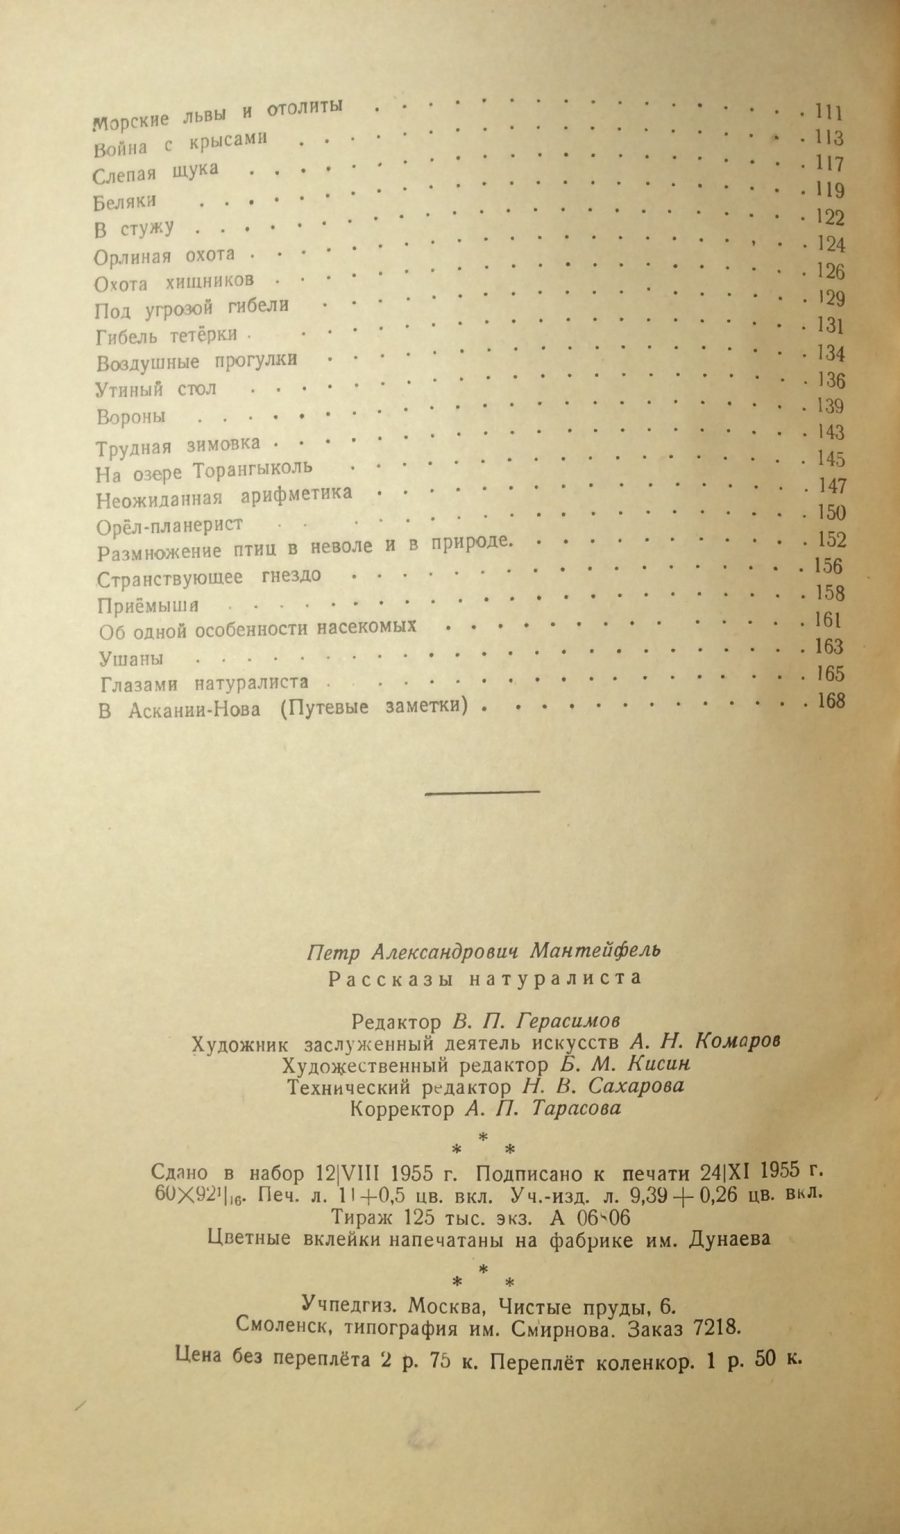 Морские львы и отолиты . . . . . . . . . . . . . . . . . 111
Война с крысами . . . . . . . . . . . . . . . . . . . . 113
Слепая щука . . . . . . . . . . . . . . . . . . . . . . 117
Беляки . . . . . . . . . . . . . . . . . . . . . . . . 119
В стужу . . . . . . . . . . . . . . . . . . . . . . . . 122
Орлиная охота . . . . . . . . . . . . . . . . . . . . . 124
Охота хищников . . . . . . . . . . . . . . . . . . . . . 126
Под угрозой гибели . . . . . . . . . . . . . . . . . . . 129
Гибель тетёрки . . . . . . . . . . . . . . . . . . . . . 131
Воздушные прогулки . . . . . . . . . . . . . . . . . . . 134
Утиный стол . . . . . . . . . . . . . . . . . . . . . . 136
Вороны . . . . . . . . . . . . . . . . . . . . . . . . 139
Трудная зимовка . . . . . . . . . . . . . . . . . . . . 143
На озере Торангыколь . . . . . . . . . . . . . . . . . . 145
Неожиданная арифметика . . . . . . . . . . . . . . . . . 147
Орёл-планерист . . . . . . . . . . . . . . . . . . . . . 150
Размножение птиц в неволе и в природе. . . . . . . . . . . . 152
Странствующее гнездо . . . . . . . . . . . . . . . . . . 156
Приёмыши . . . . . . . . . . . . . . . . . . . . . . . 158
Об одной особенности насекомых . . . . . . . . . . . . . . 161
Ушаны . . . . . . . . . . . . . . . . . . . . . . . . 163
Глазами натуралиста . . . . . . . . . . . . . . . . . . . 165
В Аскании-Нова (Путевые заметки) . . . . . . . . . . . . . 168
Петр Александрович Мантейфель
Рассказы натуралиста
Редактор В. П. Герасимов
Художник заслуженный деятель искусств А. Н. Комаров
Художественный редактор Б. М. Кисин
Технический редактор Н. В. Сахарова
Корректор А. П. Тарасова
*
* *
Сдано в набор 12|VIII 1955 г. Подписано к печати 24|XI 1955 г.
60X92¹|₁₆. Печ. л. 11+0,5 цв. вкл. Уч.-изд. л. 9,39+0,26 цв. вкл.
Тираж 125 тыс. экз. А
Цветные вклейки напечатаны на фабрике им. Дунаева
*
* *
Учпедгиз. Москва, Чистые пруды, 6.
Смоленск, типография им. Смирнова. Заказ 7218.
Цена без переплёта 2 р. 75 к. Переплёт коленкор. 1 р. 50 к.